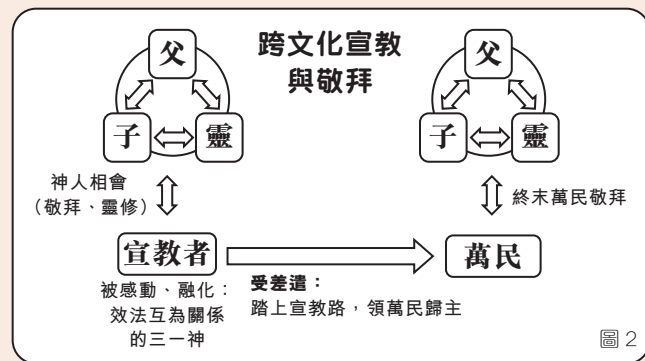 跨文化宣教
與敬拜
父
子
靈
父
子
靈
神人相會
（敬拜、靈修）
終末萬民敬拜
宣教者
萬民
被感動、融化：
效法互為關係
的三一神
受差遣：
踏上宣教路，領萬民歸主
圖2